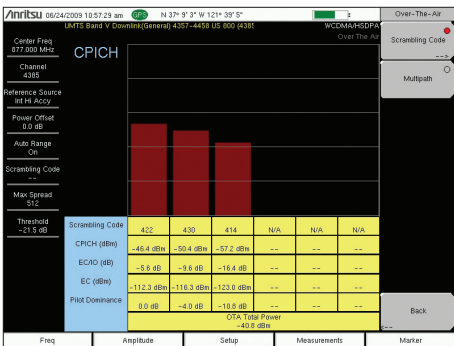 Anritsu 06/24/2009 10:57:29 am GPS N 37° 9' 3" W 121° 39' 5"
UMTS Band V Downlink(General) 4357-4458 US 800 (4385 WCDMA/HSDPA
Over The Air
CPICH
Center Freq
877.000 MHz
Channel
4385
Reference Source
Int Hi Accy
Power Offset
0.0 dB
Auto Range
On
Scrambling Code
--
Max Spread
512
Threshold
-21.5 dB
Scrambling Code 422 430 414 N/A N/A N/A
CPICH (dBm) -46.4 dBm -50.4 dBm -57.2 dBm -- -- --
EC/IO (dB) -5.6 dB -9.6 dB -16.4 dB -- -- --
EC (dBm) -112.3 dBm -116.3 dBm -123.0 dBm -- -- --
Pilot Dominance 0.0 dB -4.0 dB -10.8 dB -- -- --
OTA Total Power
-40.8 dBm
Over-The-Air
Scrambling Code
-->
Multipath
Back
<--
Freq Amplitude Setup Measurements Marker